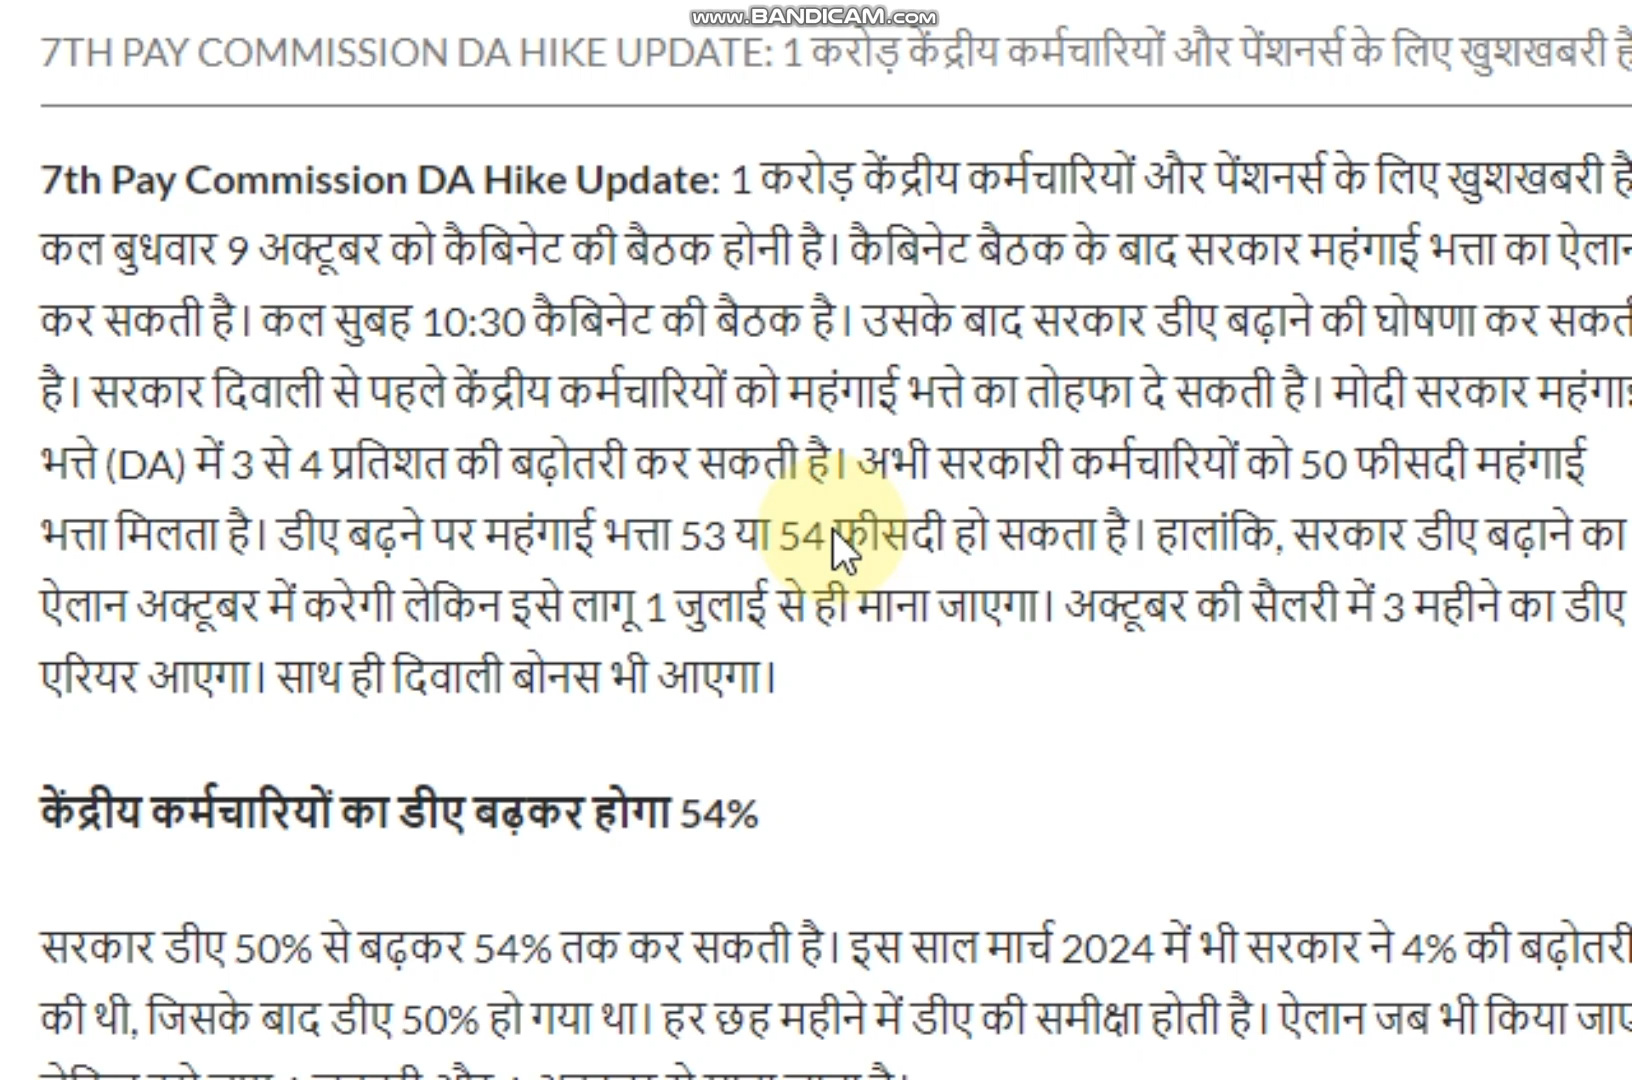 www.BANDICAM.com
7TH PAY COMMISSION DA HIKE UPDATE: 1 करोड़ केंद्रीय कर्मचारियों और पेंशनर्स के लिए खुशखबरी है
7th Pay Commission DA Hike Update: 1 करोड़ केंद्रीय कर्मचारियों और पेंशनर्स के लिए खुशखबरी है
कल बुधवार 9 अक्टूबर को कैबिनेट की बैठक होनी है। कैबिनेट बैठक के बाद सरकार महंगाई भत्ता का ऐलान
कर सकती है। कल सुबह 10:30 कैबिनेट की बैठक है। उसके बाद सरकार डीए बढ़ाने की घोषणा कर सकती
है। सरकार दिवाली से पहले केंद्रीय कर्मचारियों को महंगाई भत्ते का तोहफा दे सकती है। मोदी सरकार महंगाई
भत्ते (DA) में 3 से 4 प्रतिशत की बढ़ोतरी कर सकती है। अभी सरकारी कर्मचारियों को 50 फीसदी महंगाई
भत्ता मिलता है। डीए बढ़ने पर महंगाई भत्ता 53 या 54 फीसदी हो सकता है। हालांकि, सरकार डीए बढ़ाने का
ऐलान अक्टूबर में करेगी लेकिन इसे लागू 1 जुलाई से ही माना जाएगा। अक्टूबर की सैलरी में 3 महीने का डीए
एरियर आएगा। साथ ही दिवाली बोनस भी आएगा।
केंद्रीय कर्मचारियों का डीए बढ़कर होगा 54%
सरकार डीए 50% से बढ़कर 54% तक कर सकती है। इस साल मार्च 2024 में भी सरकार ने 4% की बढ़ोतरी
की थी, जिसके बाद डीए 50% हो गया था। हर छह महीने में डीए की समीक्षा होती है। ऐलान जब भी किया जाए